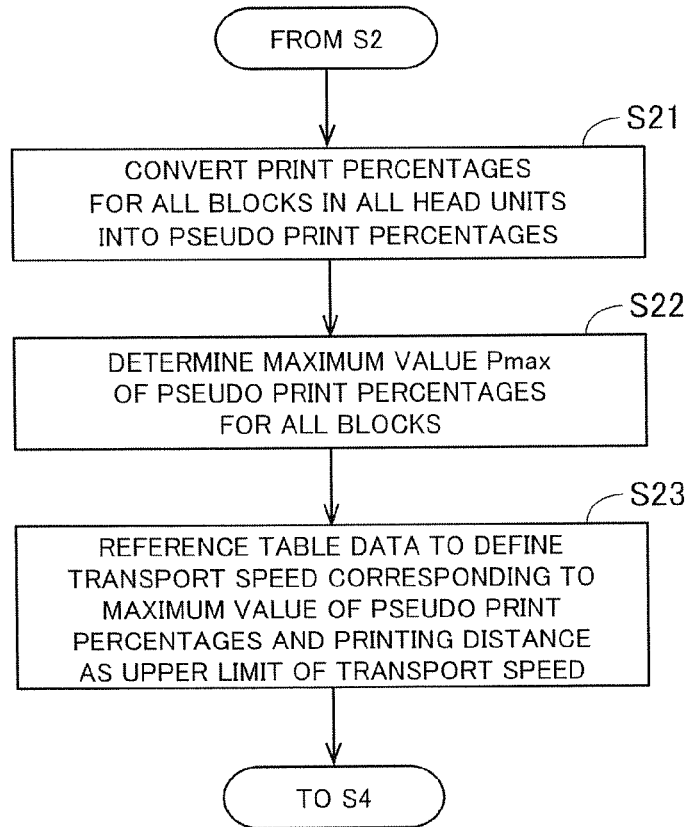 FROM S2
S21
CONVERT PRINT PERCENTAGES
FOR ALL BLOCKS IN ALL HEAD UNITS
INTO PSEUDO PRINT PERCENTAGES
S22
DETERMINE MAXIMUM VALUE Pmax
OF PSEUDO PRINT PERCENTAGES
FOR ALL BLOCKS
S23
REFERENCE TABLE DATA TO DEFINE
TRANSPORT SPEED CORRESPONDING TO
MAXIMUM VALUE OF PSEUDO PRINT
PERCENTAGES AND PRINTING DISTANCE
AS UPPER LIMIT OF TRANSPORT SPEED
TO S4